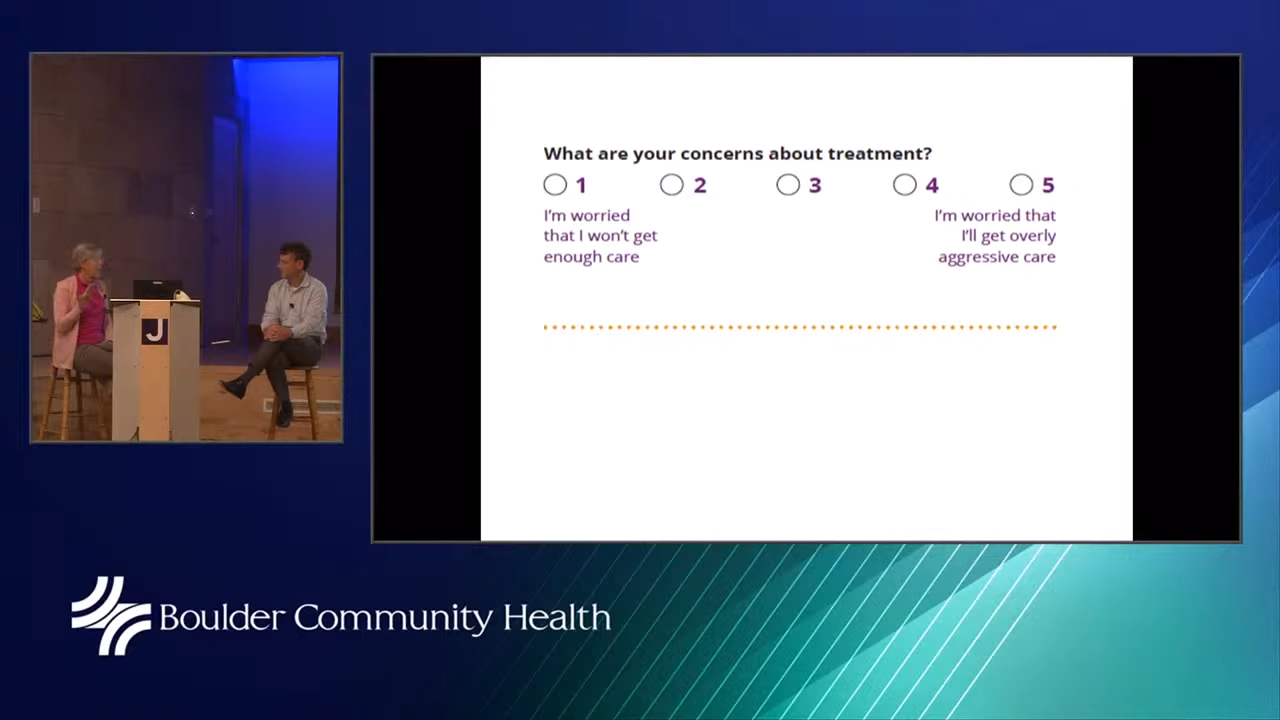 What are your concerns about treatment?
1 2 3 4 5
I'm worried
that I won't get
enough care
I'm worried that
I'll get overly
aggressive care
J
Boulder Community Health